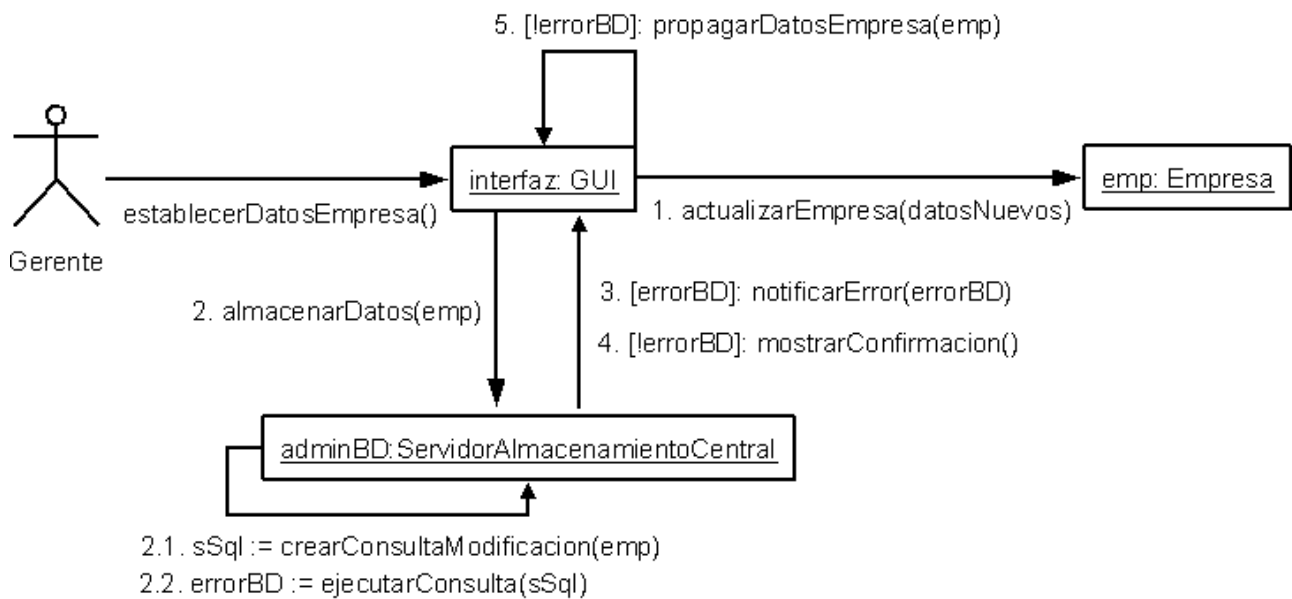 5. [!errorBD]: propagarDatosEmpresa(emp)
interfaz: GUI
emp: Empresa
establecerDatosEmpresa()
1. actualizarEmpresa(datosNuevos)
Gerente
2. almacenarDatos(emp)
3. [errorBD]: notificarError(errorBD)
4. [!errorBD]: mostrarConfirmacion()
adminBD:ServidorAlmacenamientoCentral
2.1. sSql := crearConsultaModificacion(emp)
2.2. errorBD := ejecutarConsulta(sSql)